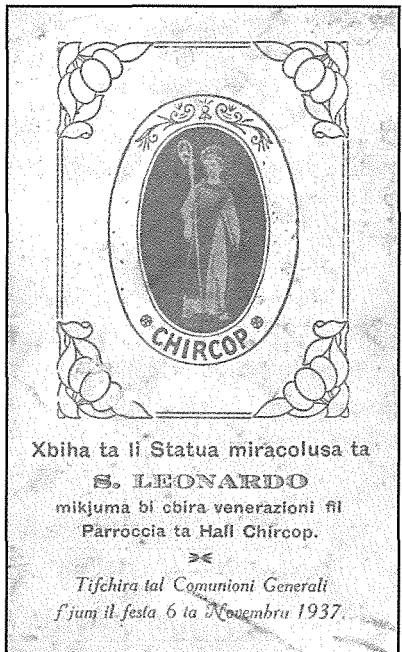 CHIRCOP
Xbiha ta li Statua miracolusa ta
S. LEONARDO
mikjuma bi cbira venerazioni fil
Parroccia ta Hall Chircop.
Tifchira tal Comunioni Generali
f'jum il festa 6 ta Novembru 1937.